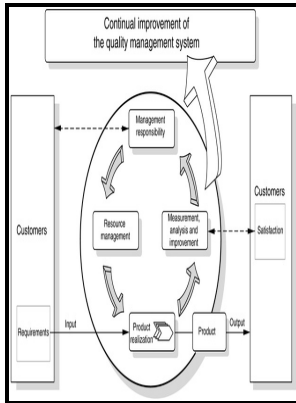 Continual improvement of
the quality management system
Management
responsibility
Customers
Customers
Resource
management
Measurement,
analysis and
improvement
Satisfaction
Requirements
Input
Product
realization
Product
Output